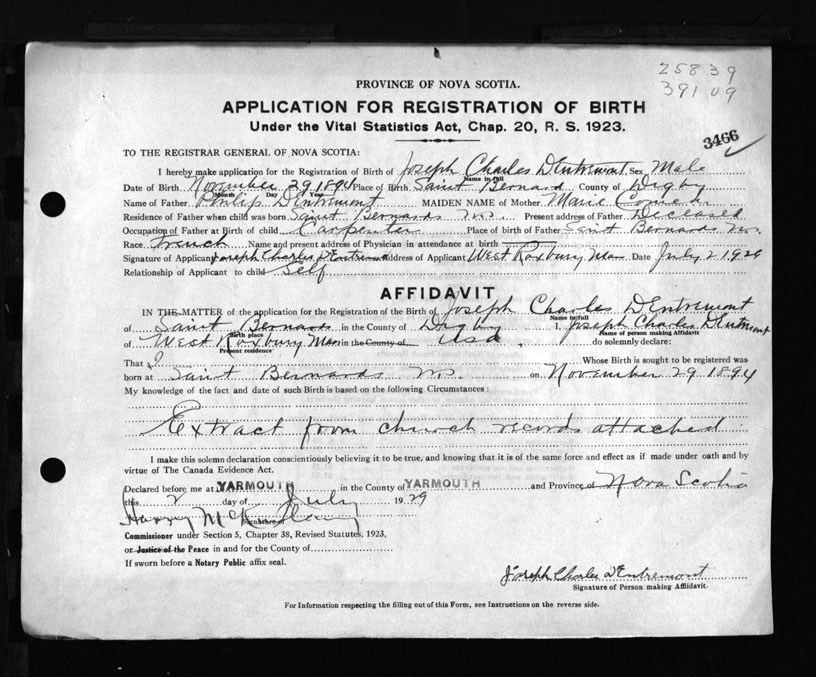 25839
39109
PROVINCE OF NOVA SCOTIA.
APPLICATION FOR REGISTRATION OF BIRTH
Under the Vital Statistics Act, Chap. 20, R. S. 1923.
3466
TO THE REGISTRAR GENERAL OF NOVA SCOTIA:
I hereby make application for the Registration of Birth of Joseph Charles D'Entremont Sex Male
Name in full
Date of Birth November 29 1894 Place of Birth Saint Bernard County of Digby
Month Day Year
Name of Father Philip D'Entremont MAIDEN NAME of Mother Marie Comeau
Residence of Father when child was born Saint Bernards N.S. Present address of Father Deceased
Occupation of Father at Birth of child Carpenter Place of birth of Father Saint Bernards N.S.
Race French Name and present address of Physician in attendance at birth
Signature of Applicant Joseph Charles D'Entremont Address of Applicant West Roxbury Mass Date July 2 1929
Relationship of Applicant to child Self
AFFIDAVIT
IN THE MATTER of the application for the Registration of the Birth of Joseph Charles D'Entremont
Name in full
of Saint Bernards in the County of Digby I, Joseph Charles D'Entremont
Birth place Name of person making Affidavit
of West Roxbury Mass in the County of Usa, do solemnly declare:
Present residence
That I Whose Birth is sought to be registered was
born at Saint Bernards N.S. on November 29 1894
My knowledge of the fact and date of such Birth is based on the following Circumstances:
Extract from church records attached
I make this solemn declaration conscientiously believing it to be true, and knowing that it is of the same force and effect as if made under oath and by
virtue of The Canada Evidence Act.
Declared before me at YARMOUTH in the County of YARMOUTH and Province of Nova Scotia
this 2 day of July 1929
Harry McK
Signature of
Commissioner under Section 5, Chapter 38, Revised Statutes, 1923,
or Justice of the Peace in and for the County of
If sworn before a Notary Public affix seal.
Joseph Charles D'Entremont
Signature of Person making Affidavit.
For Information respecting the filling out of this Form, see Instructions on the reverse side.